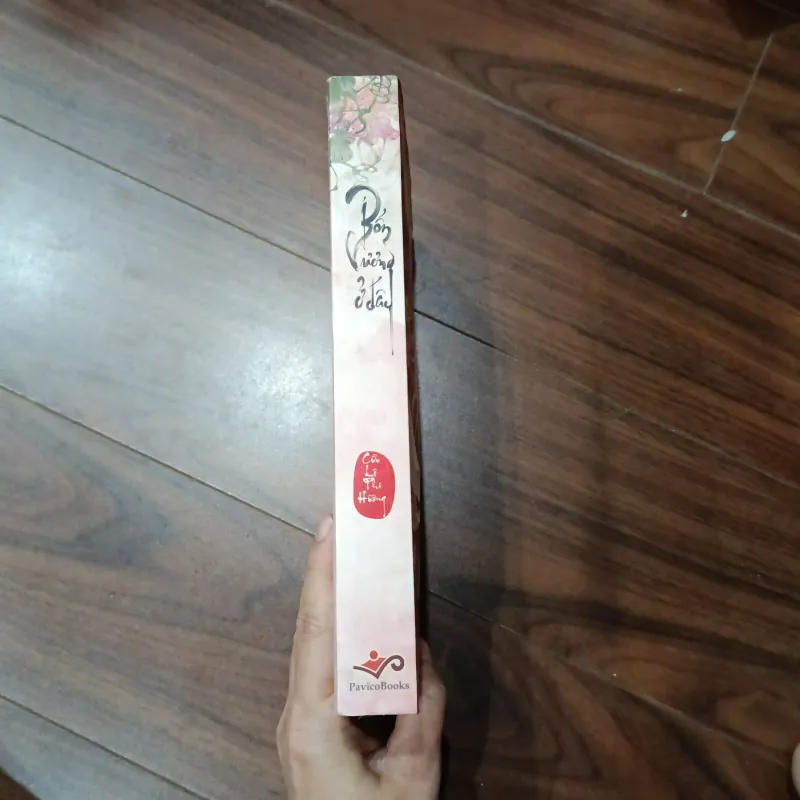 Bổn
Vương
ở đây
Cửu
Lộ
Phi
Hương
PavicoBooks